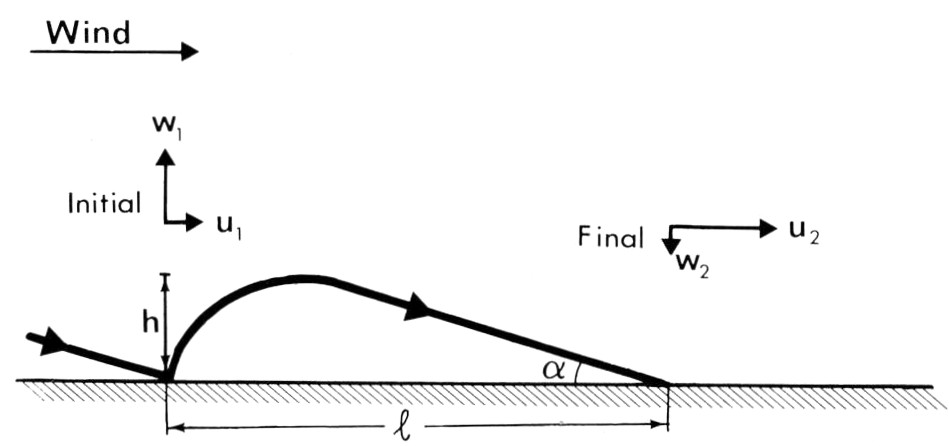 Wind
w₁
Initial
u₁
Final
u₂
w₂
h
α
ℓ